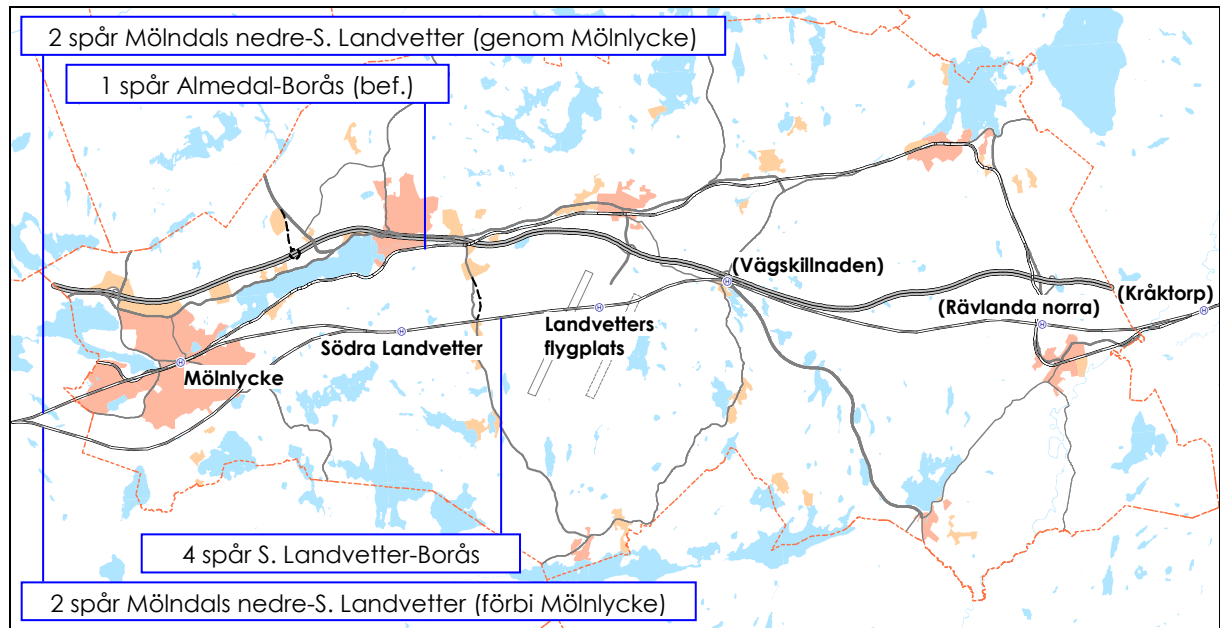 2 spår Mölndals nedre-S. Landvetter (genom Mölnlycke)
1 spår Almedal-Borås (bef.)
(Vägskillnaden)
(Kråktorp)
(Rävlanda norra)
Landvetters
flygplats
Södra Landvetter
Mölnlycke
4 spår S. Landvetter-Borås
2 spår Mölndals nedre-S. Landvetter (förbi Mölnlycke)